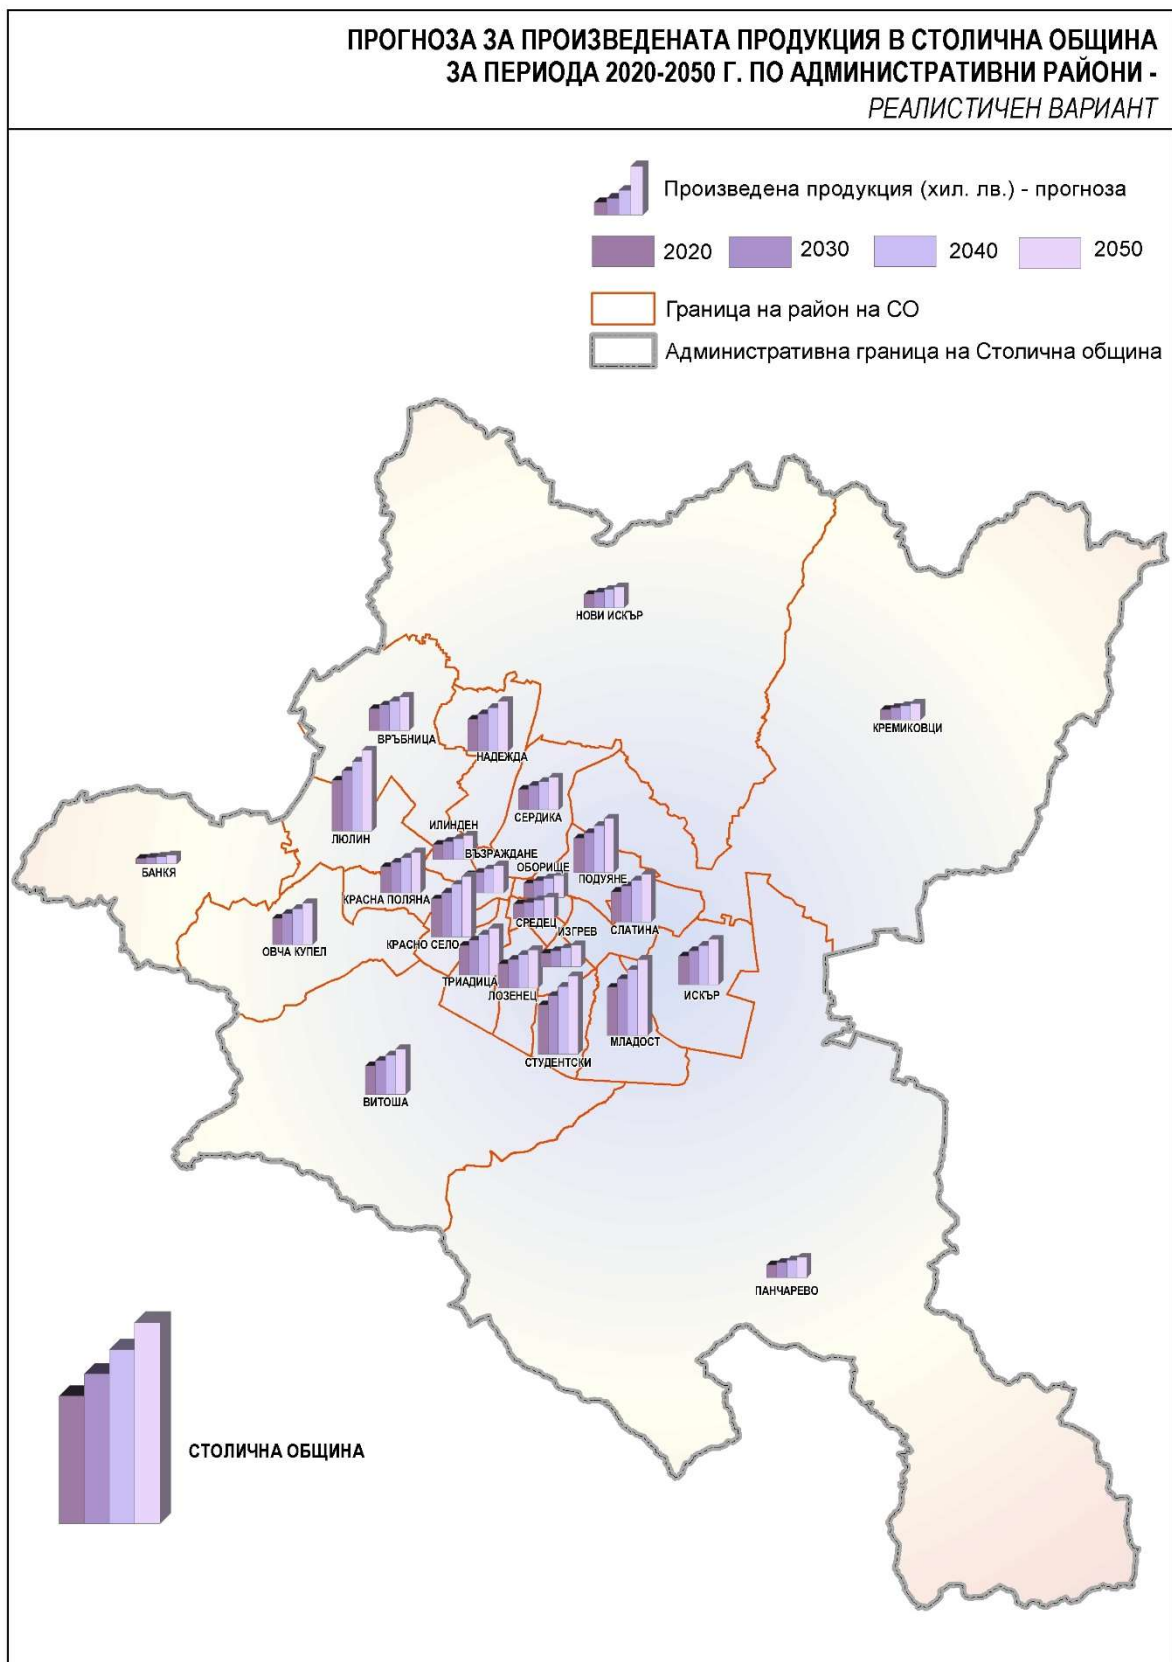 ПРОГНОЗА ЗА ПРОИЗВЕДЕНАТА ПРОДУКЦИЯ В СТОЛИЧНА ОБЩИНА
ЗА ПЕРИОДА 2020-2050 Г. ПО АДМИНИСТРАТИВНИ РАЙОНИ -
РЕАЛИСТИЧЕН ВАРИАНТ
Произведена продукция (хил. лв.) - прогноза
2020 2030 2040 2050
Граница на район на СО
Административна граница на Столична община
НОВИ ИСКЪР
КРЕМИКОВЦИ
ВРЪБНИЦА
НАДЕЖДА
СЕРДИКА
ИЛИНДЕН
ЛЮЛИН
ВЪЗРАЖДАНЕ
ОБОРИЩЕ
БАНКЯ
ПОДУЯНЕ
КРАСНА ПОЛЯНА
СРЕДЕЦ
ИЗГРЕВ
СЛАТИНА
ОВЧА КУПЕЛ
КРАСНО СЕЛО
ТРИАДИЦА
ЛОЗЕНЕЦ
ИСКЪР
МЛАДОСТ
СТУДЕНТСКИ
ВИТОША
ПАНЧАРЕВО
СТОЛИЧНА ОБЩИНА